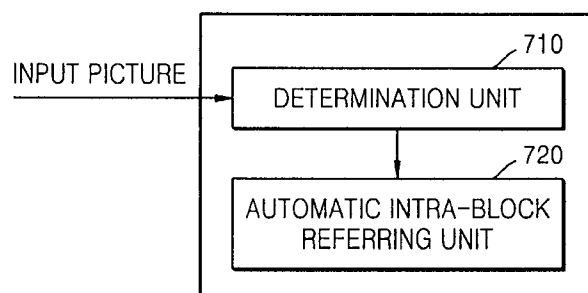 710
INPUT PICTURE
DETERMINATION UNIT
720
AUTOMATIC INTRA-BLOCK
REFERRING UNIT